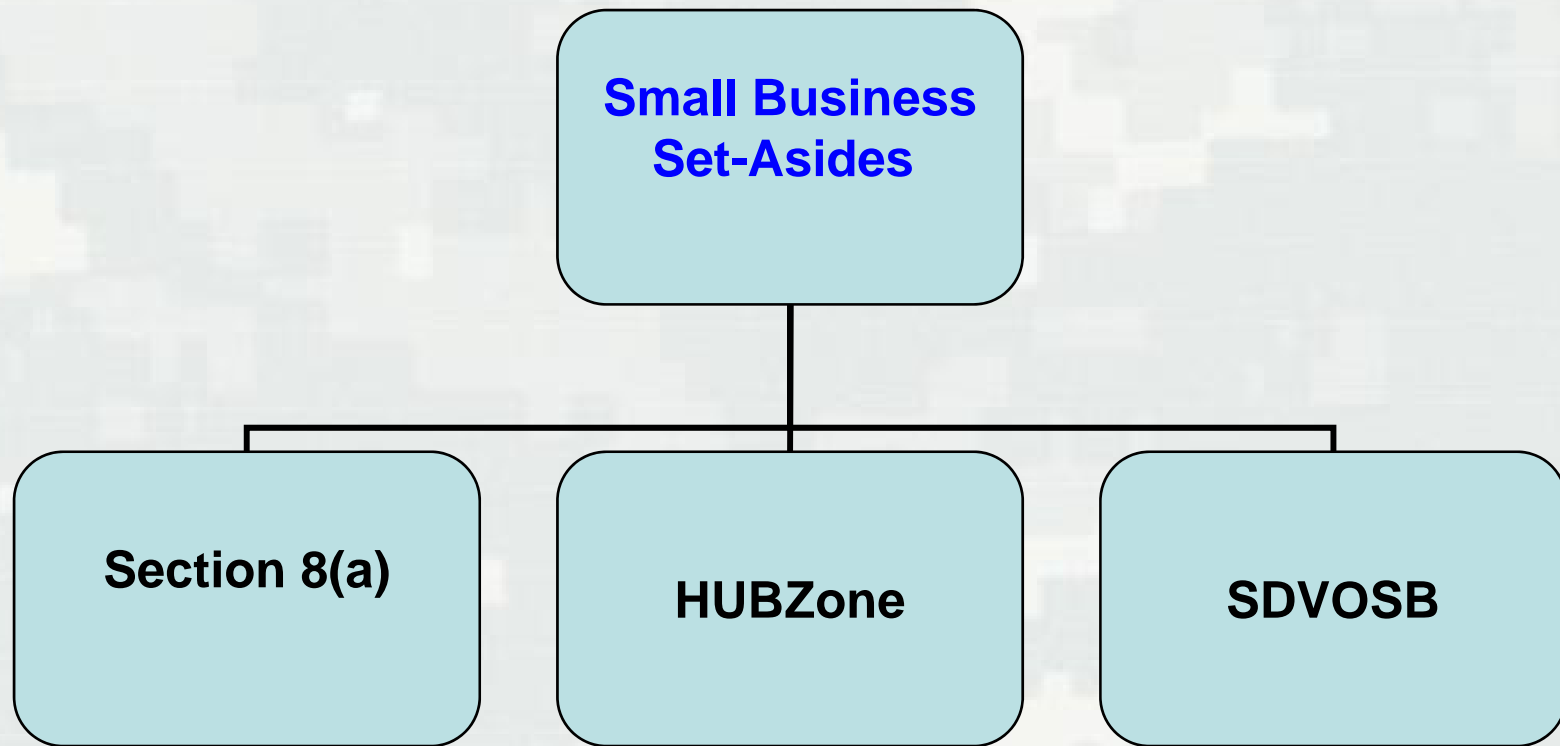 Small Business
Set-Asides
Section 8(a)
HUBZone
SDVOSB